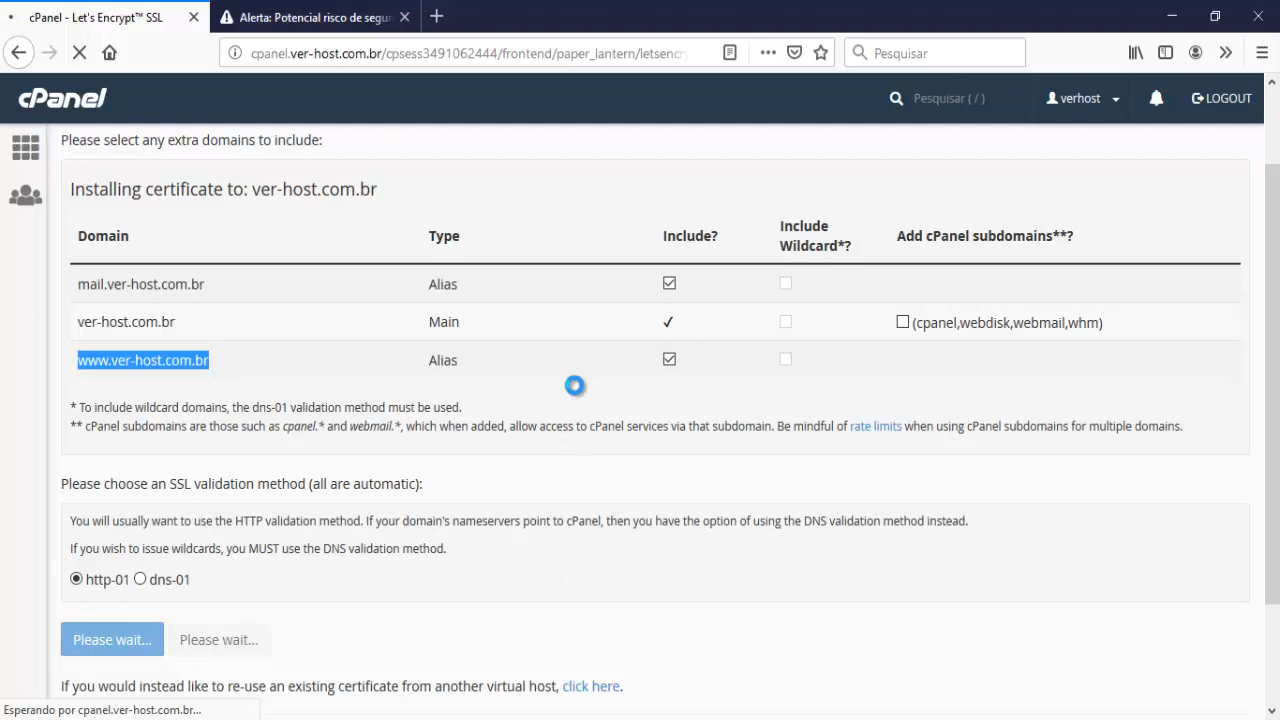 cPanel - Let's Encrypt™ SSL
Alerta: Potencial risco de segur
cpanel.ver-host.com.br/cpsess3491062444/frontend/paper_lantern/letsenc
Pesquisar
cPanel
Pesquisar ( / )
verhost
LOGOUT
Please select any extra domains to include:
Installing certificate to: ver-host.com.br
Domain Type Include? Include Wildcard*? Add cPanel subdomains**?
mail.ver-host.com.br Alias
ver-host.com.br Main (cpanel,webdisk,webmail,whm)
www.ver-host.com.br Alias
* To include wildcard domains, the dns-01 validation method must be used.
** cPanel subdomains are those such as cpanel.* and webmail.*, which when added, allow access to cPanel services via that subdomain. Be mindful of rate limits when using cPanel subdomains for multiple domains.
Please choose an SSL validation method (all are automatic):
You will usually want to use the HTTP validation method. If your domain's nameservers point to cPanel, then you have the option of using the DNS validation method instead.
If you wish to issue wildcards, you MUST use the DNS validation method.
http-01 dns-01
Please wait... Please wait...
If you would instead like to re-use an existing certificate from another virtual host, click here.
Esperando por cpanel.ver-host.com.br...